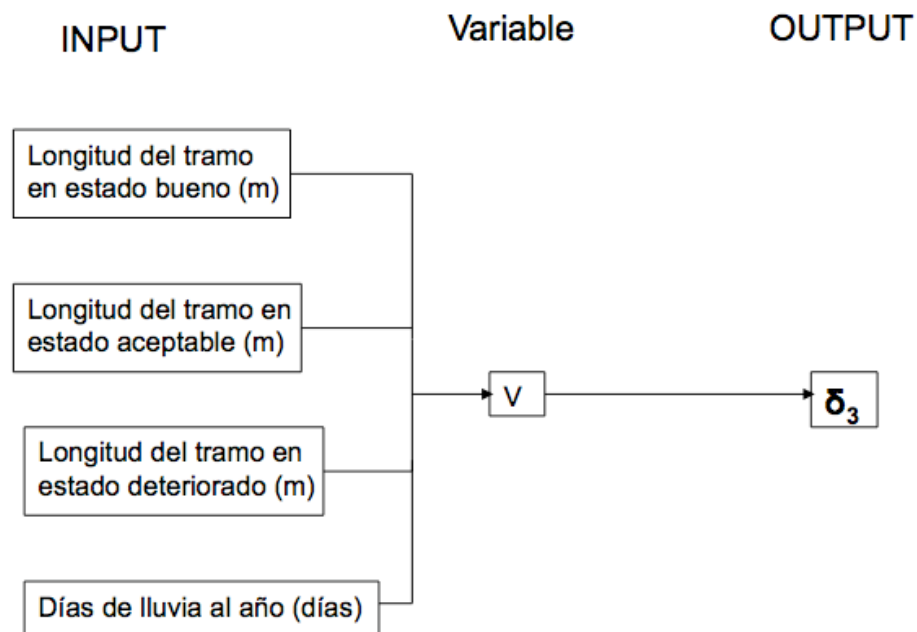 INPUT
Variable
OUTPUT
Longitud del tramo
en estado bueno (m)
Longitud del tramo en
estado aceptable (m)
V
δ3
Longitud del tramo en
estado deteriorado (m)
Días de lluvia al año (días)